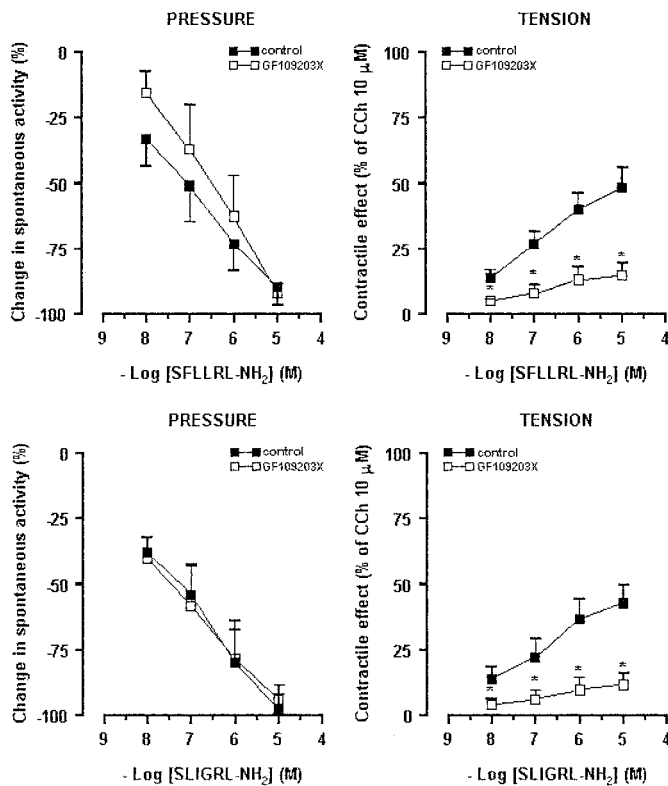 PRESSURE
Change in spontaneous activity (%)
0
-25
-50
-75
-100
control
GF109203X
9 8 7 6 5 4
- Log [SFLLRL-NH2] (M)
TENSION
Contractile effect (% of CCh 10 µM)
100
75
50
25
0
control
GF109203X
* * * *
9 8 7 6 5 4
- Log [SFLLRL-NH2] (M)
PRESSURE
Change in spontaneous activity (%)
0
-25
-50
-75
-100
control
GF109203X
9 8 7 6 5 4
- Log [SLIGRL-NH2] (M)
TENSION
Contractile effect (% of CCh 10 µM)
100
75
50
25
0
control
GF109203X
* * * *
9 8 7 6 5 4
- Log [SLIGRL-NH2] (M)